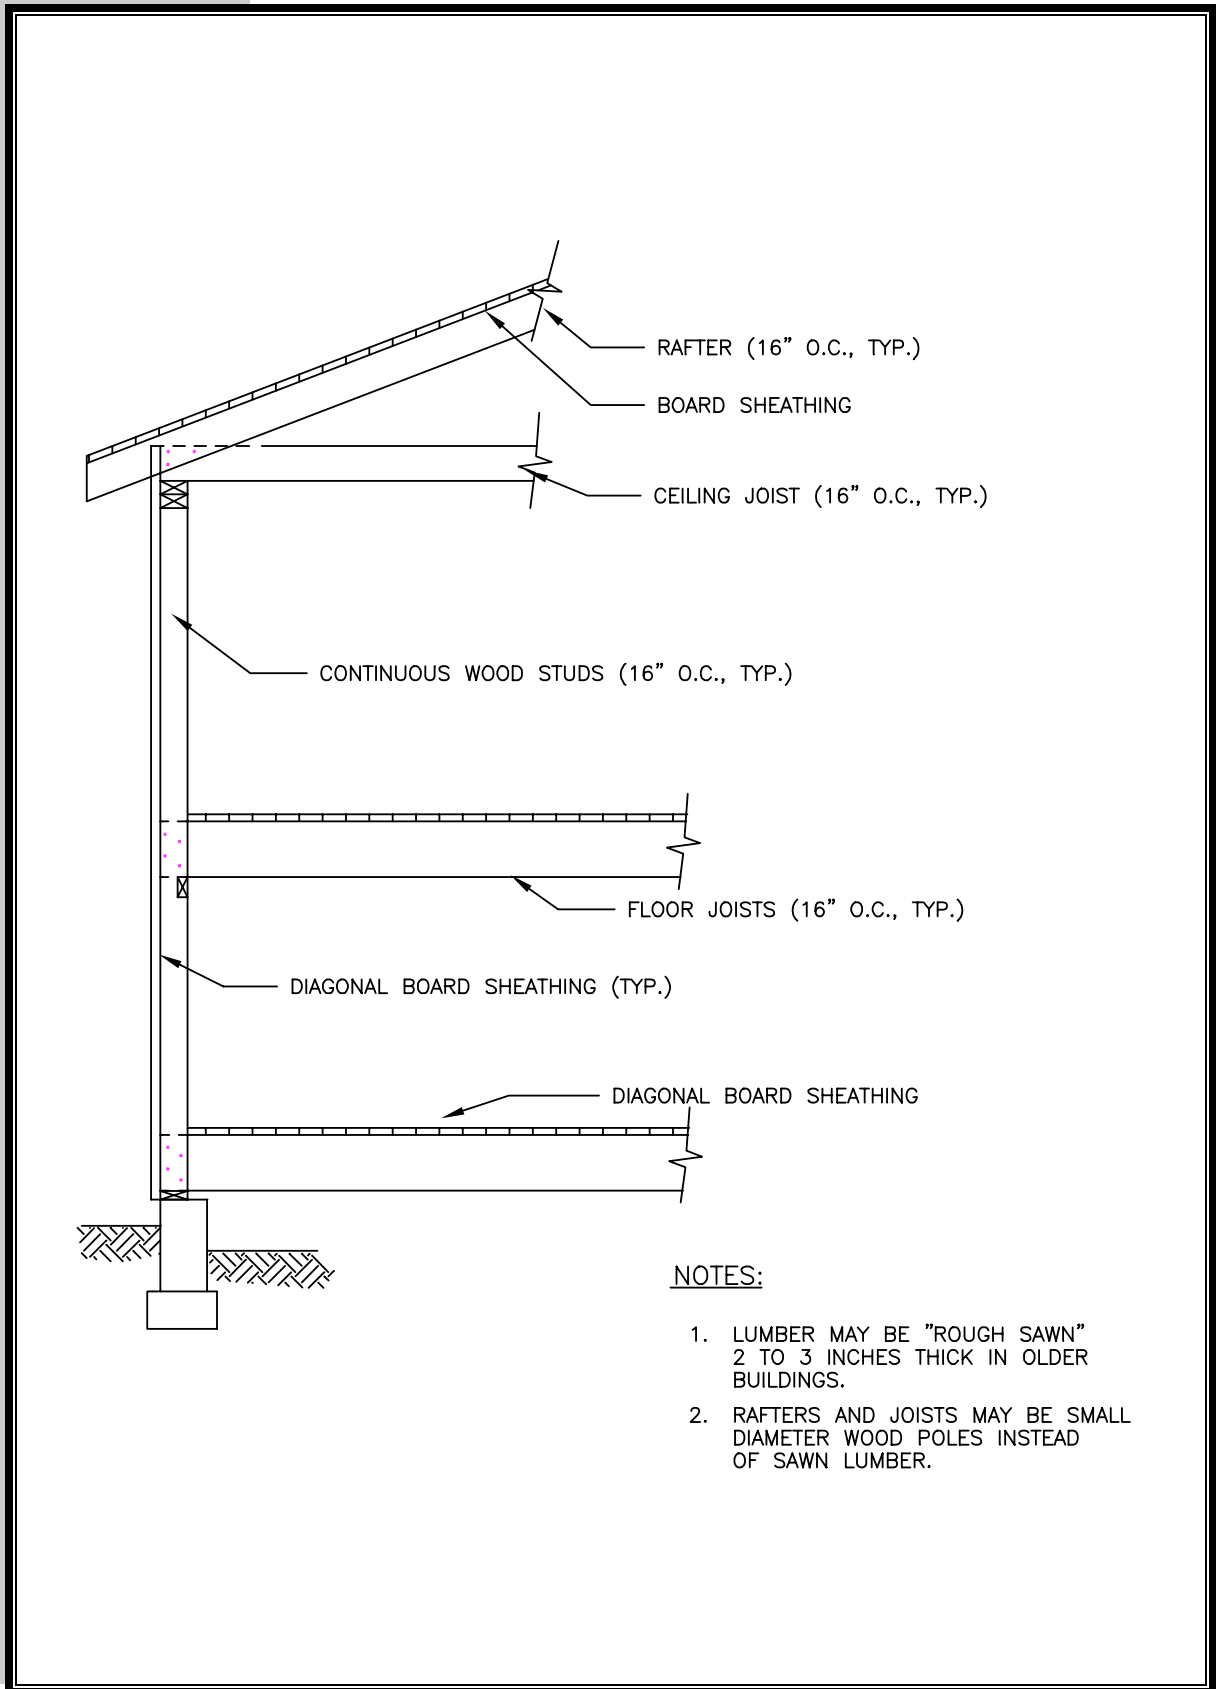 RAFTER (16” O.C., TYP.)
BOARD SHEATHING
CEILING JOIST (16” O.C., TYP.)
CONTINUOUS WOOD STUDS (16” O.C., TYP.)
FLOOR JOISTS (16” O.C., TYP.)
DIAGONAL BOARD SHEATHING (TYP.)
DIAGONAL BOARD SHEATHING
NOTES:
1. LUMBER MAY BE ”ROUGH SAWN”
2 TO 3 INCHES THICK IN OLDER
BUILDINGS.
2. RAFTERS AND JOISTS MAY BE SMALL
DIAMETER WOOD POLES INSTEAD
OF SAWN LUMBER.